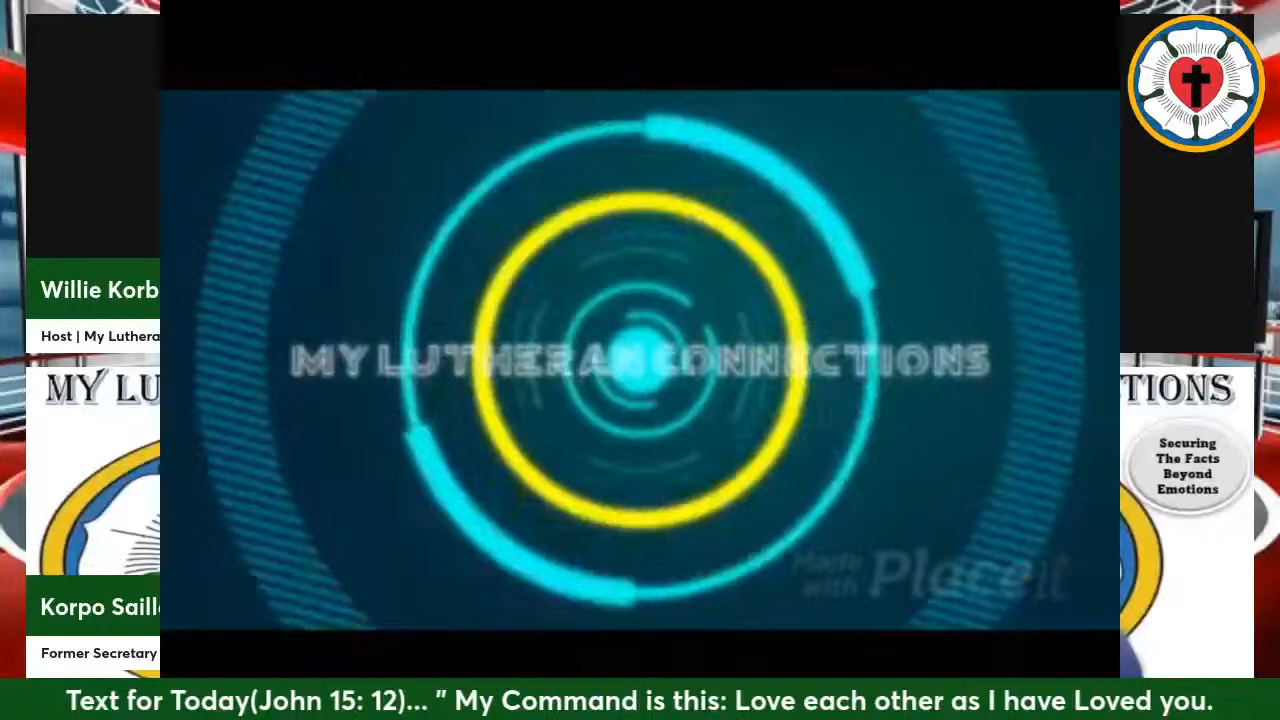 Willie Korb
Host | My Luthera
MY LUTHERAN CONNECTIONS
MY LU
TIONS
Securing
The Facts
Beyond
Emotions
Made
with Placeit
Korpo Saill
Former Secretary
Text for Today(John 15: 12)... " My Command is this: Love each other as I have Loved you.